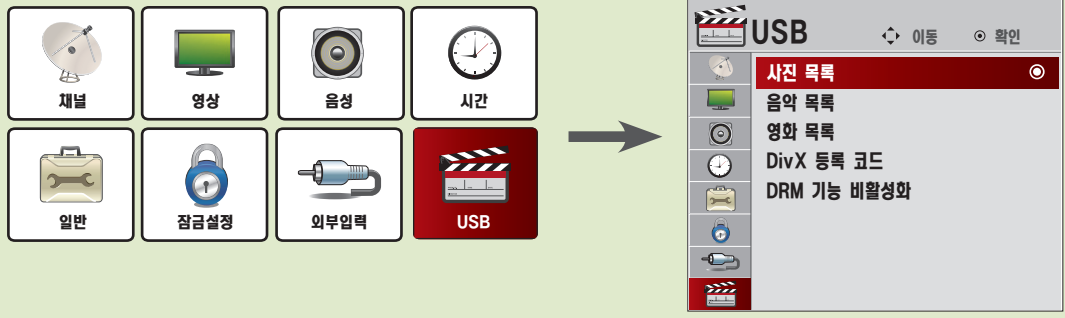 채널
영상
음성
시간
일반
잠금설정
외부입력
USB
USB 이동 확인
사진 목록
음악 목록
영화 목록
DivX 등록 코드
DRM 기능 비활성화